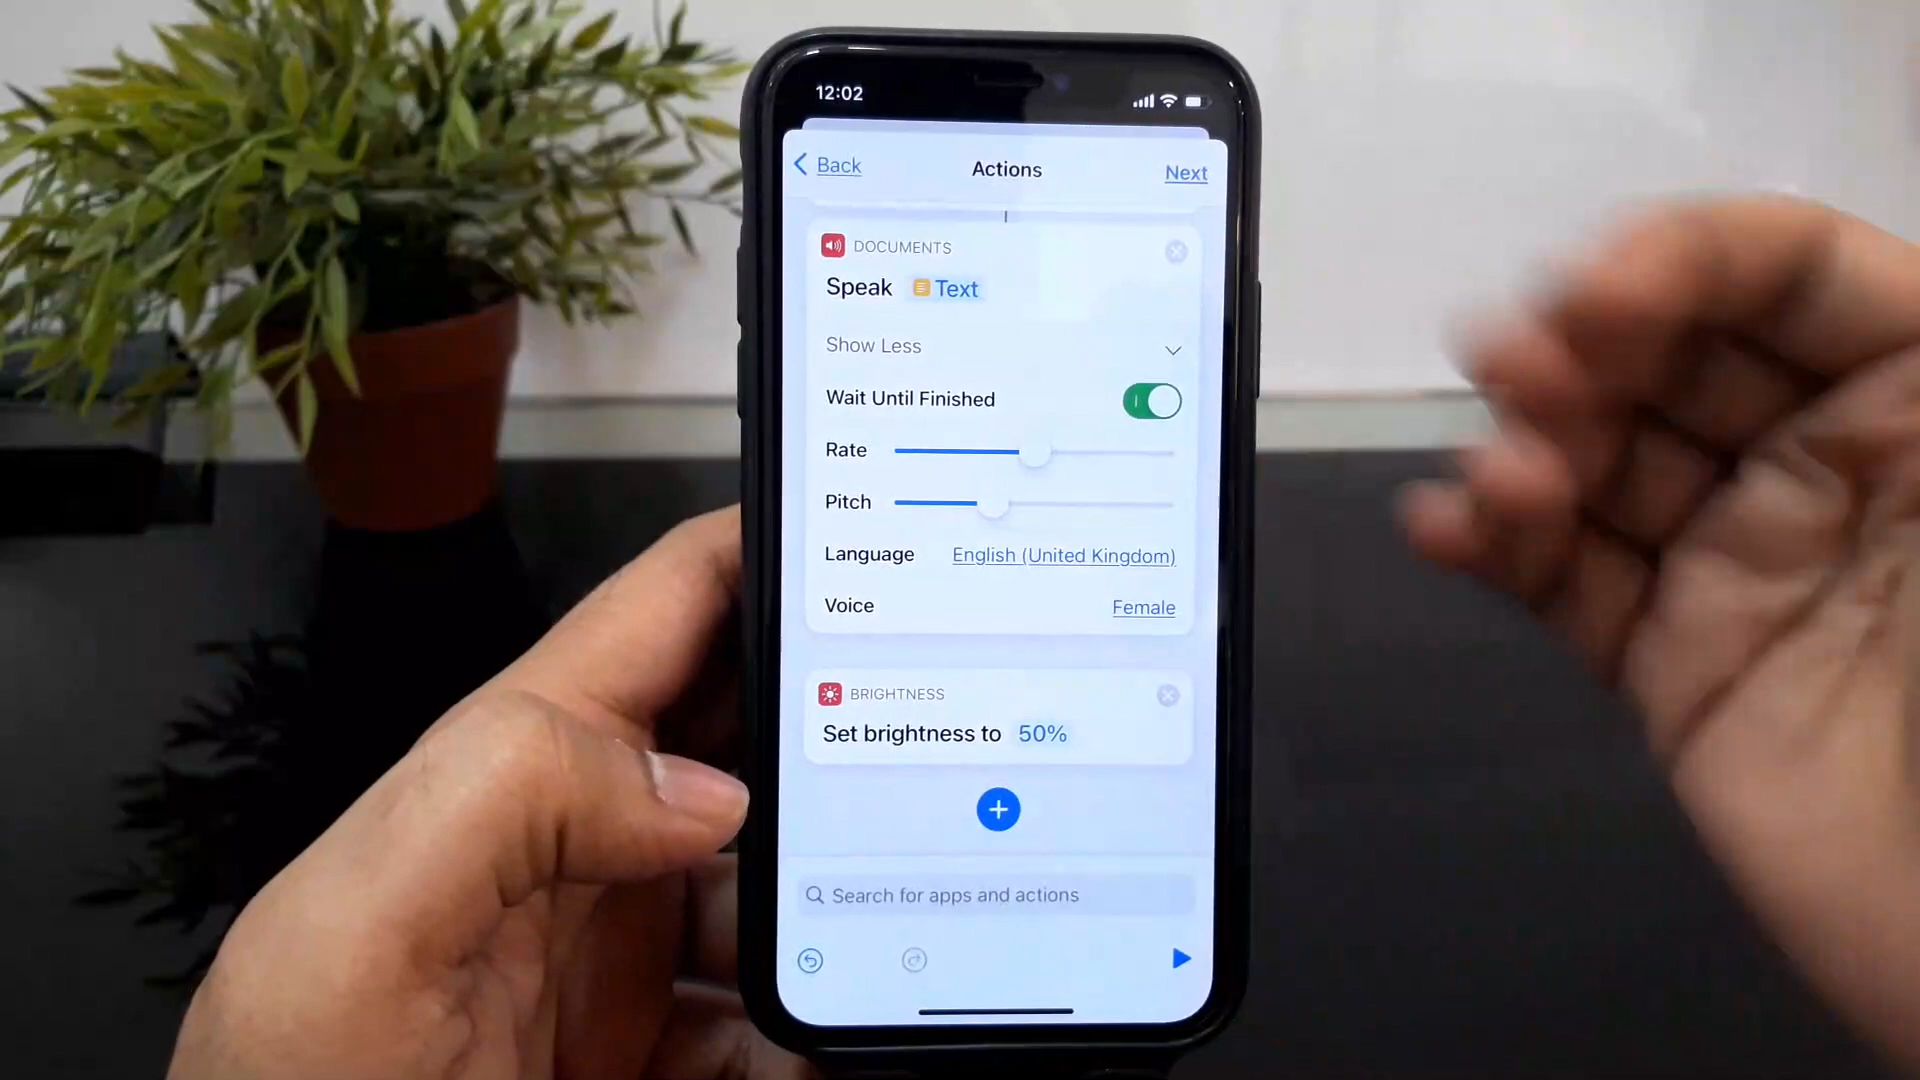 12:02
Back
Actions
Next
DOCUMENTS
Speak Text
Show Less
Wait Until Finished
Rate
Pitch
Language English (United Kingdom)
Voice Female
BRIGHTNESS
Set brightness to 50%
Search for apps and actions